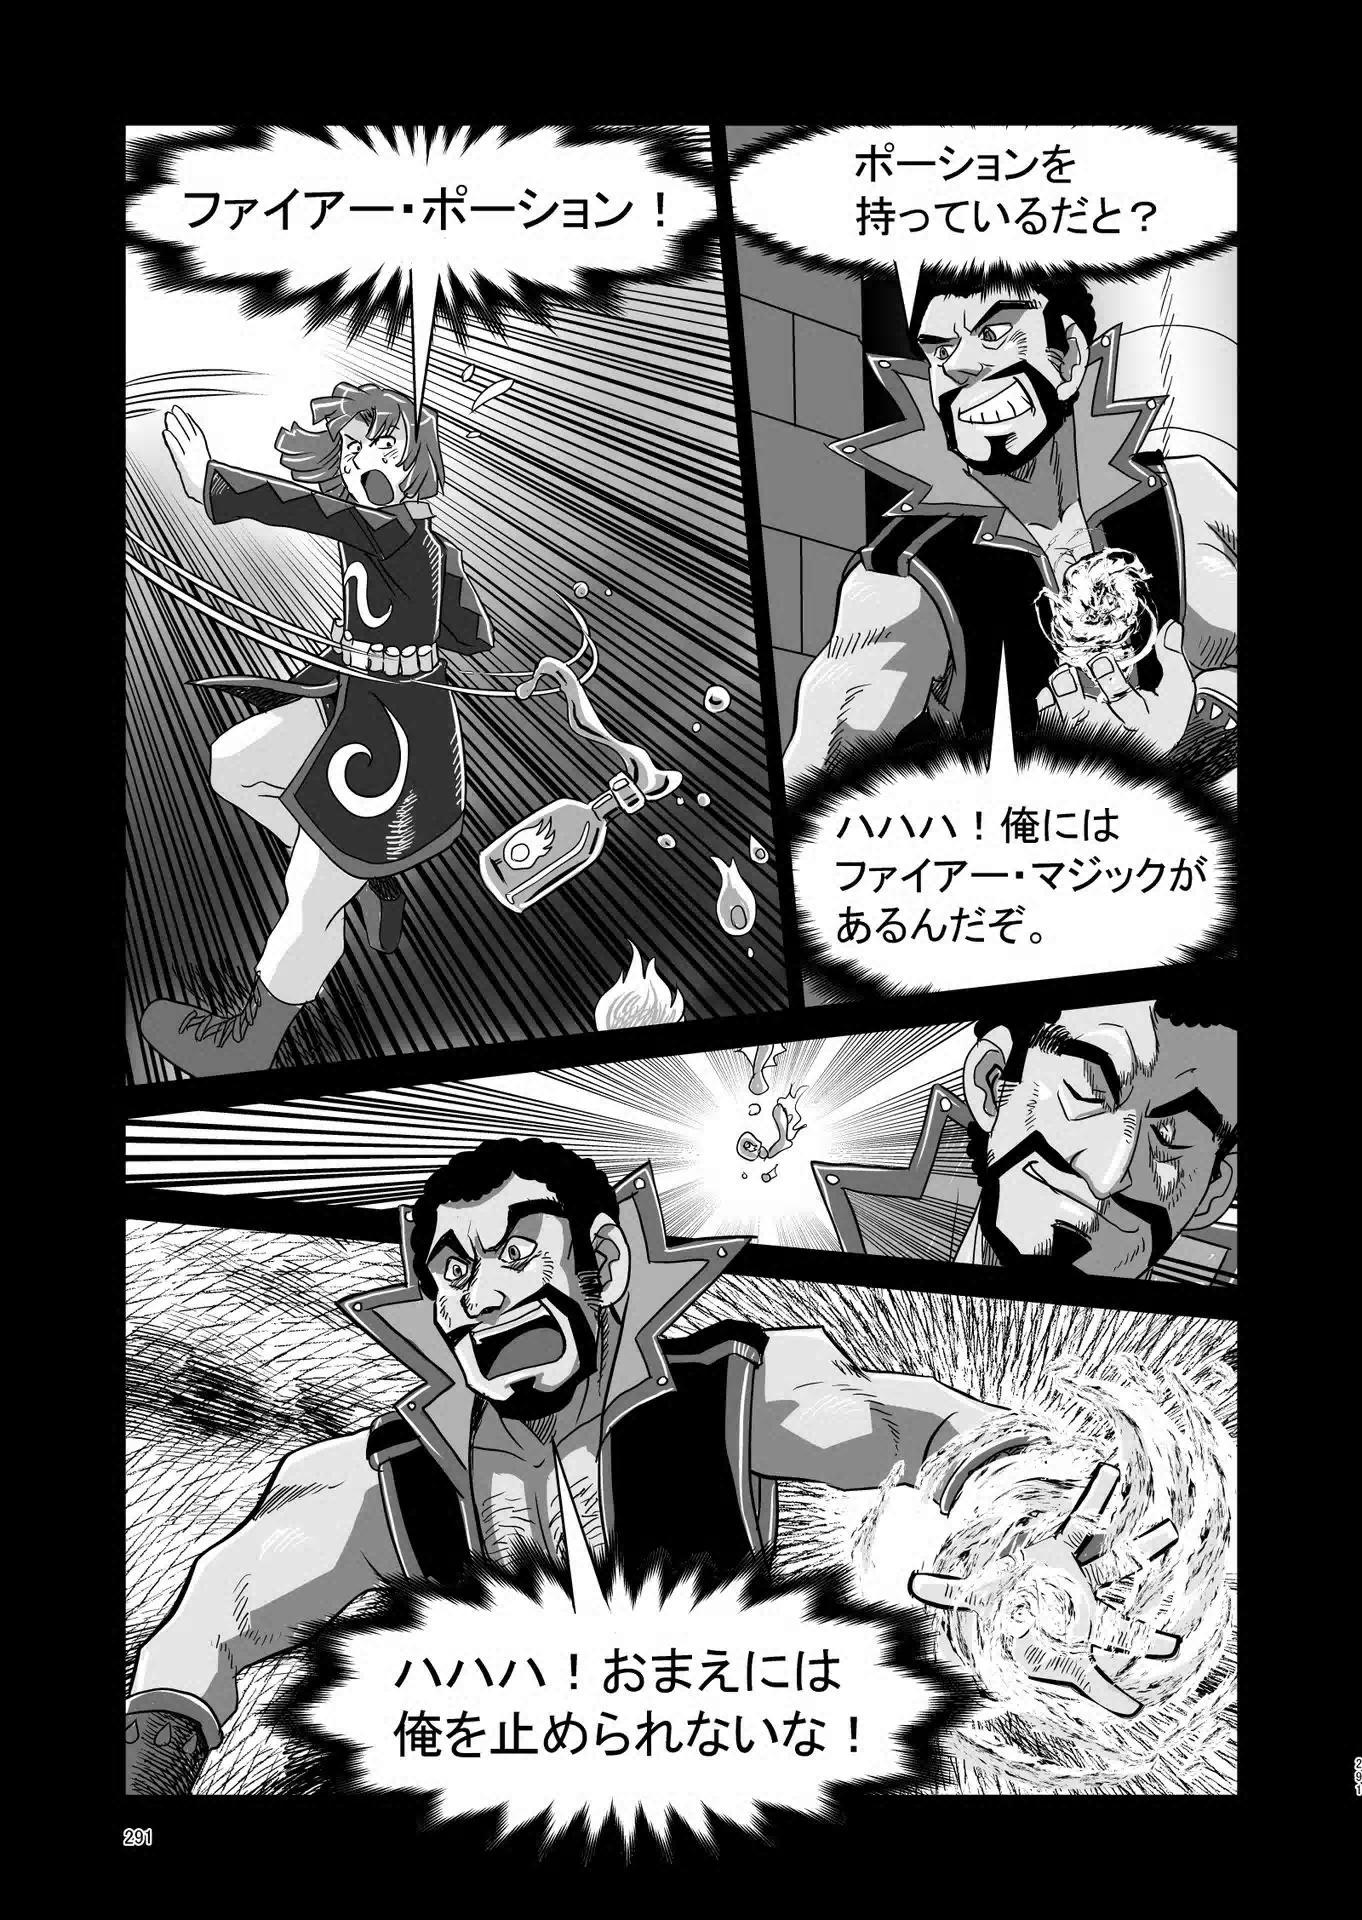 ポーションを
持っているだと？
ハハハ！俺には
ファイアー・マジックが
あるんだぞ。
ファイアー・ポーション！
ハハハ！おまえには
俺を止められないな！
291
291